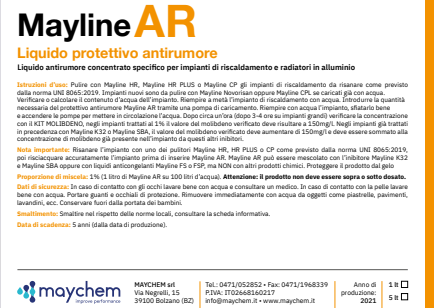 Mayline AR
Liquido protettivo antirumore
Liquido antirumore concentrato specifico per impianti di riscaldamento e radiatori in alluminio
Istruzioni d'uso: Pulire con Mayline HR, Mayline HR PLUS o Mayline CP gli impianti di riscaldamento da risanare come previsto
dalla norma UNI 8065:2019. Impianti nuovi sono da pulire con Mayline Novorisan oppure Mayline CPL se caricati già con acqua.
Verificare o calcolare il contenuto d'acqua dell'impianto. Riempire a metà l'impianto di riscaldamento con acqua. Introdurre la quantità
necessaria del protettivo antirumore Mayline AR tramite una pompa di caricamento. Riempire con acqua l'impianto, sfiatarlo bene
e accendere le pompe per mettere in circolazione l'acqua. Dopo circa un'ora (dopo 3-4 ore su impianti grandi) verificare la concentrazione
con il KIT MOLIBDENO, negli impianti trattati al 1% il valore del molibdeno verificato deve risultare a 150mg/l. Negli impianti già trattati
in precedenza con Mayline K32 o Mayline SBA, il valore del molibdeno verificato deve aumentare di 150mg/l e deve essere sommato alla
concentrazione di molibdeno già presente nell'impianto da questi altri inibitori.
Nota importante: Risanare l'impianto con uno dei pulitori Mayline HR, HR PLUS o CP come previsto dalla norma UNI 8065:2019,
poi risciacquare accuratamente l'impianto prima di inserire Mayline AR. Mayline AR può essere mescolato con l'inibitore Mayline K32
e Mayline SBA oppure con liquidi anticongelanti Mayline FS o FSP, ma NON con altri prodotti chimici. Proteggere il prodotto dal gelo
Proporzione di miscela: 1% (1 litro di Mayline AR su 100 litri d'acqua). Attenzione: il prodotto non deve essere sopra o sotto dosato.
Dati di sicurezza: In caso di contatto con gli occhi lavare bene con acqua e consultare un medico. In caso di contatto con la pelle lavare
bene con acqua. Portare guanti e occhiali di protezione. Rimuovere immediatamente con acqua da oggetti come piastrelle, pavimenti,
lavandini, ecc. Conservare fuori dalla portata dei bambini.
Smaltimento: Smaltire nel rispetto delle norme locali, consultare la scheda informativa.
Data di scadenza: 5 anni (dalla data di produzione).
maychem
improve performance
MAYCHEM srl
Via Negrelli, 15
39100 Bolzano (BZ)
Tel.: 0471/052852 • Fax: 0471/1968339
P.IVA: IT02668160217
info@maychem.it • www.maychem.it
Anno di
produzione:
2021
1 lt
5 lt